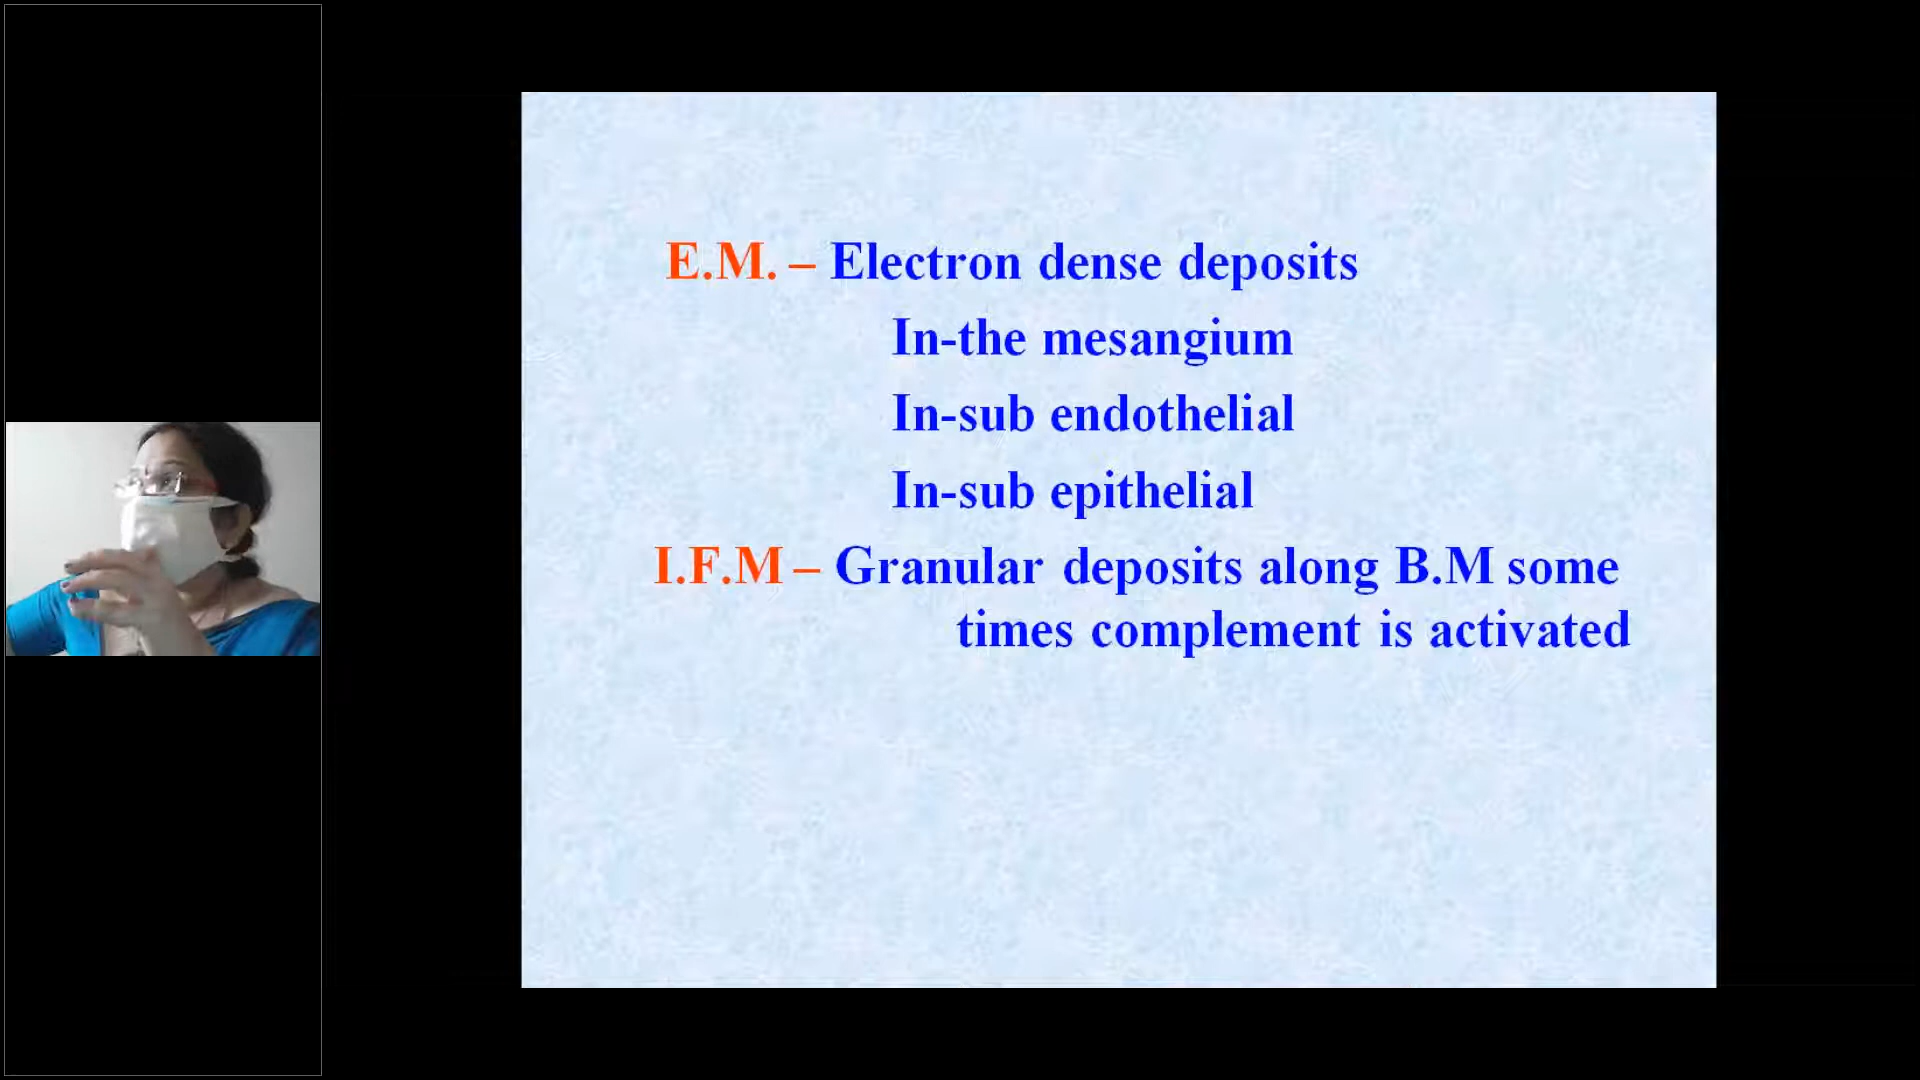 E.M. – Electron dense deposits
In-the mesangium
In-sub endothelial
In-sub epithelial
I.F.M – Granular deposits along B.M some
times complement is activated